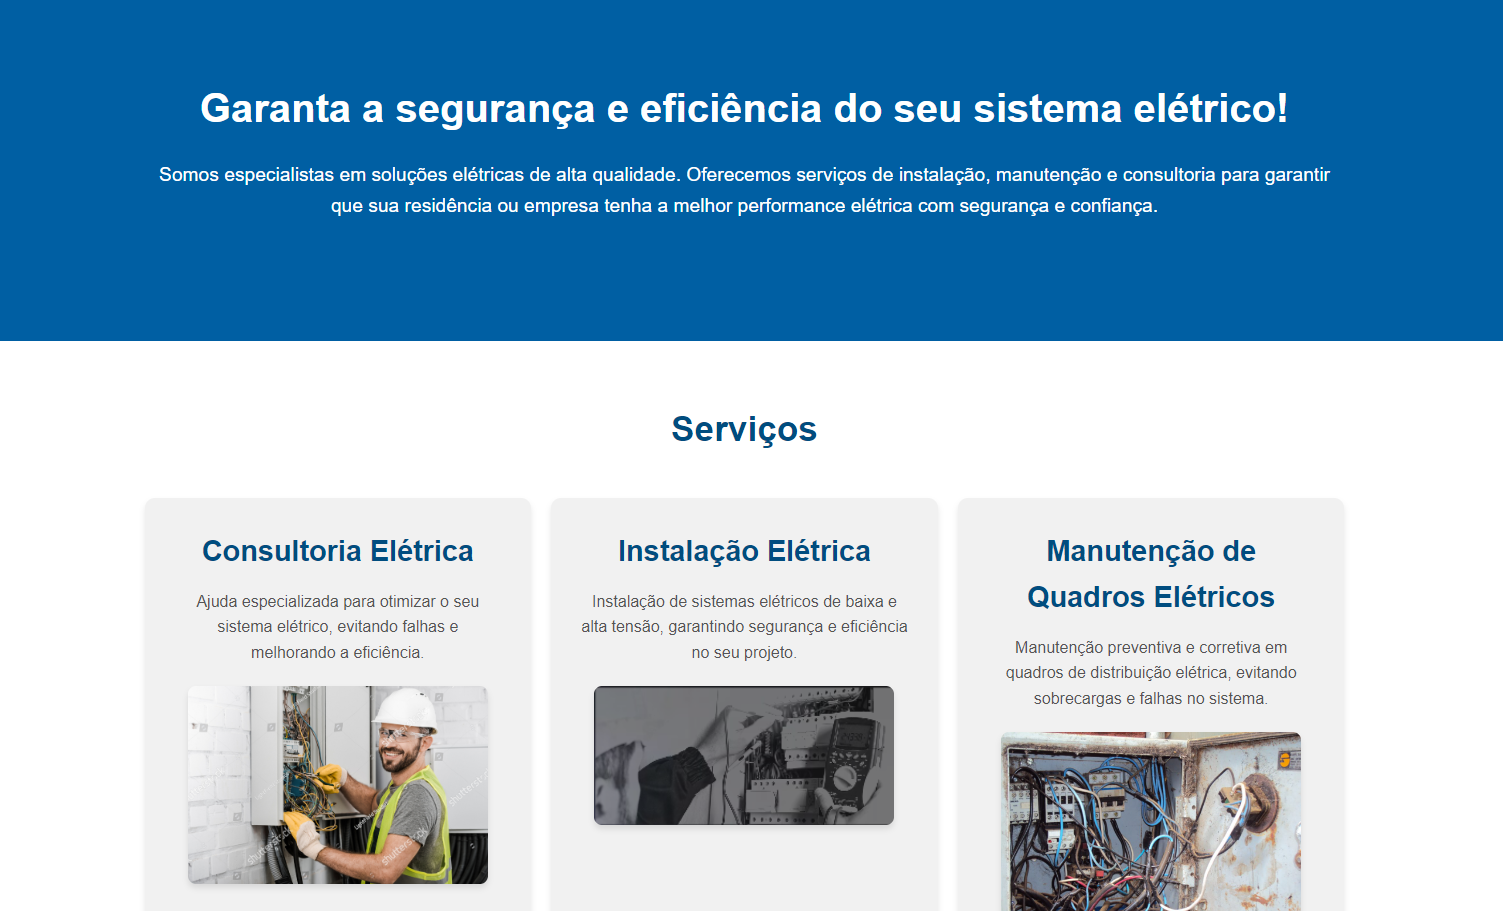 Garanta a segurança e eficiência do seu sistema elétrico!
Somos especialistas em soluções elétricas de alta qualidade. Oferecemos serviços de instalação, manutenção e consultoria para garantir
que sua residência ou empresa tenha a melhor performance elétrica com segurança e confiança.
Serviços
Consultoria Elétrica
Ajuda especializada para otimizar o seu
sistema elétrico, evitando falhas e
melhorando a eficiência.
shutterstock
shutterstock
Instalação Elétrica
Instalação de sistemas elétricos de baixa e
alta tensão, garantindo segurança e eficiência
no seu projeto.
Manutenção de
Quadros Elétricos
Manutenção preventiva e corretiva em
quadros de distribuição elétrica, evitando
sobrecargas e falhas no sistema.